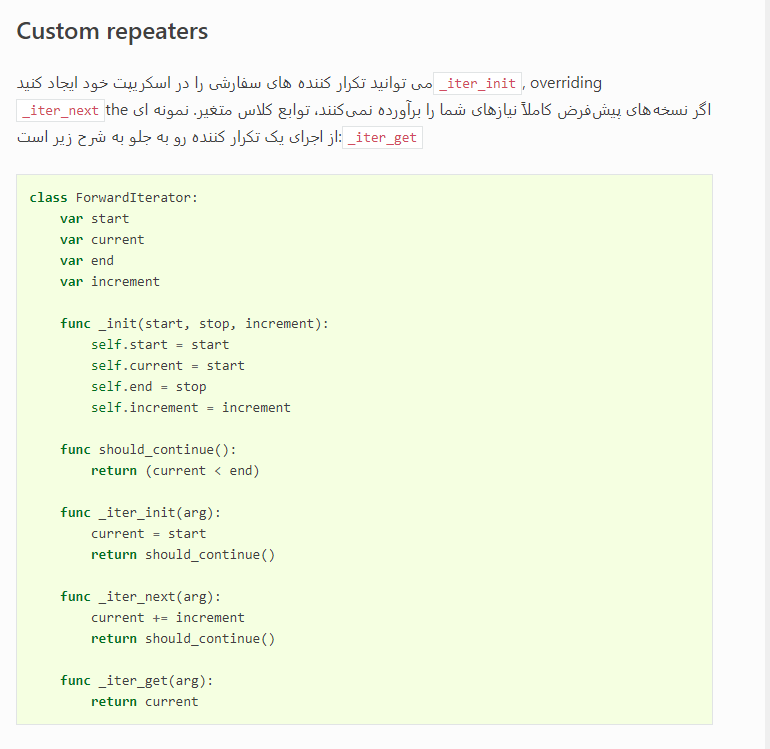 Custom repeaters
می توانید تکرار کننده های سفارشی را در اسکریپت خود ایجاد کنید _iter_init, overriding
_iter_next the اگر نسخه‌های پیش‌فرض کاملاً نیازهای شما را برآورده نمی‌کنند، توابع کلاس متغیر. نمونه ای
از اجرای یک تکرار کننده رو به جلو به شرح زیر است: _iter_get
class ForwardIterator:
    var start
    var current
    var end
    var increment

    func _init(start, stop, increment):
        self.start = start
        self.current = start
        self.end = stop
        self.increment = increment

    func should_continue():
        return (current < end)

    func _iter_init(arg):
        current = start
        return should_continue()

    func _iter_next(arg):
        current += increment
        return should_continue()

    func _iter_get(arg):
        return current